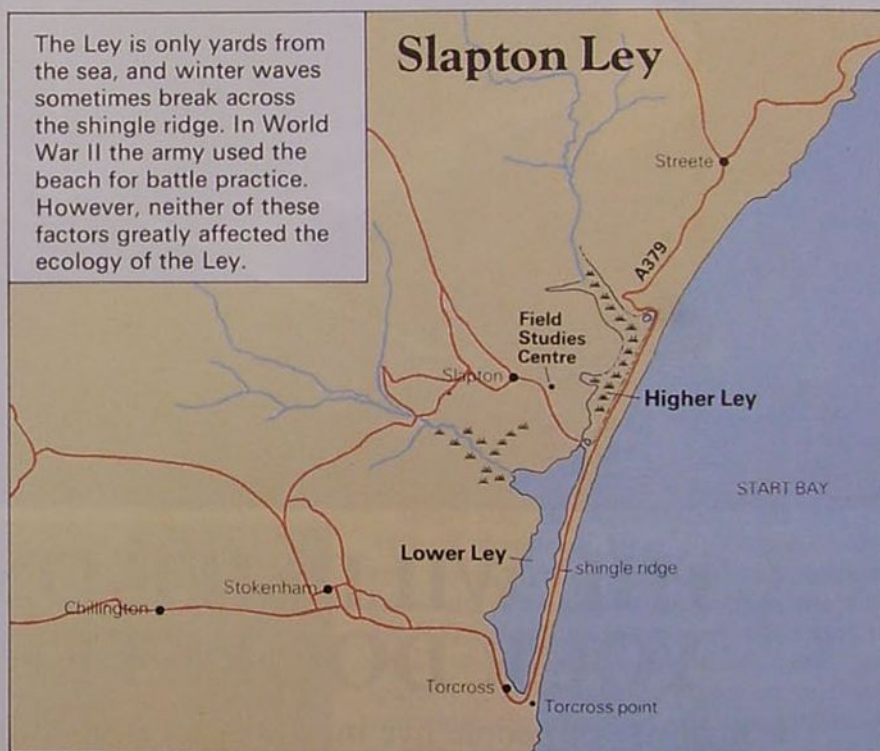 The Ley is only yards from
the sea, and winter waves
sometimes break across
the shingle ridge. In World
War II the army used the
beach for battle practice.
However, neither of these
factors greatly affected the
ecology of the Ley.
Slapton Ley
Streete
A379
Field
Studies
Centre
Slapton
Higher Ley
START BAY
Lower Ley
shingle ridge
Stokenham
Chillington
Torcross
Torcross point